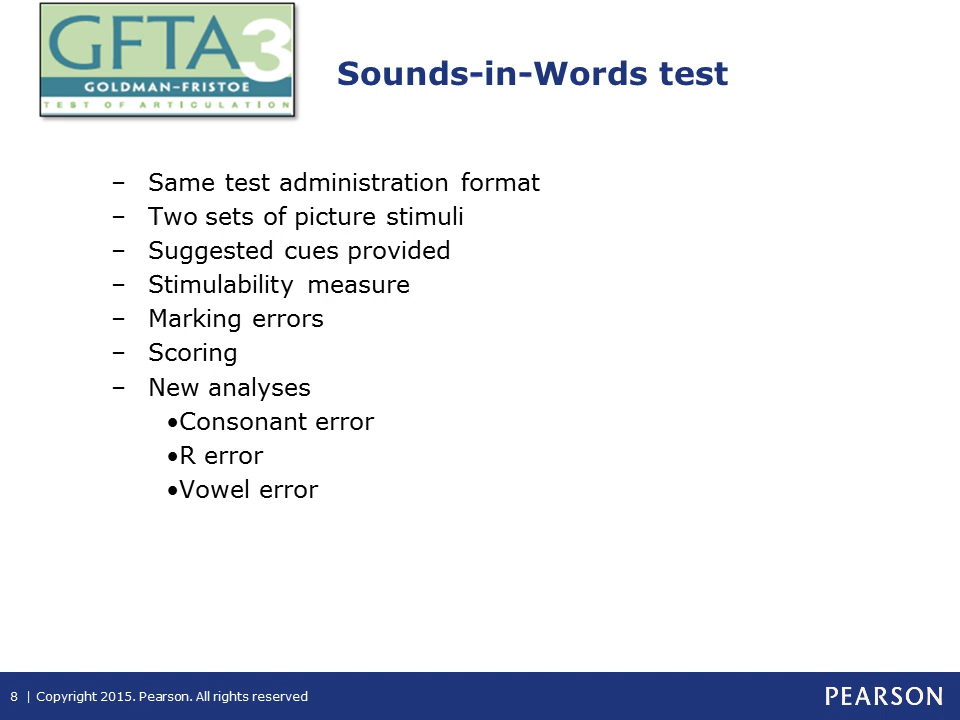 GFTA3
GOLDMAN-FRISTOE
TEST OF ARTICULATION
Sounds-in-Words test
– Same test administration format
– Two sets of picture stimuli
– Suggested cues provided
– Stimulability measure
– Marking errors
– Scoring
– New analyses
•Consonant error
•R error
•Vowel error
8 | Copyright 2015. Pearson. All rights reserved
PEARSON